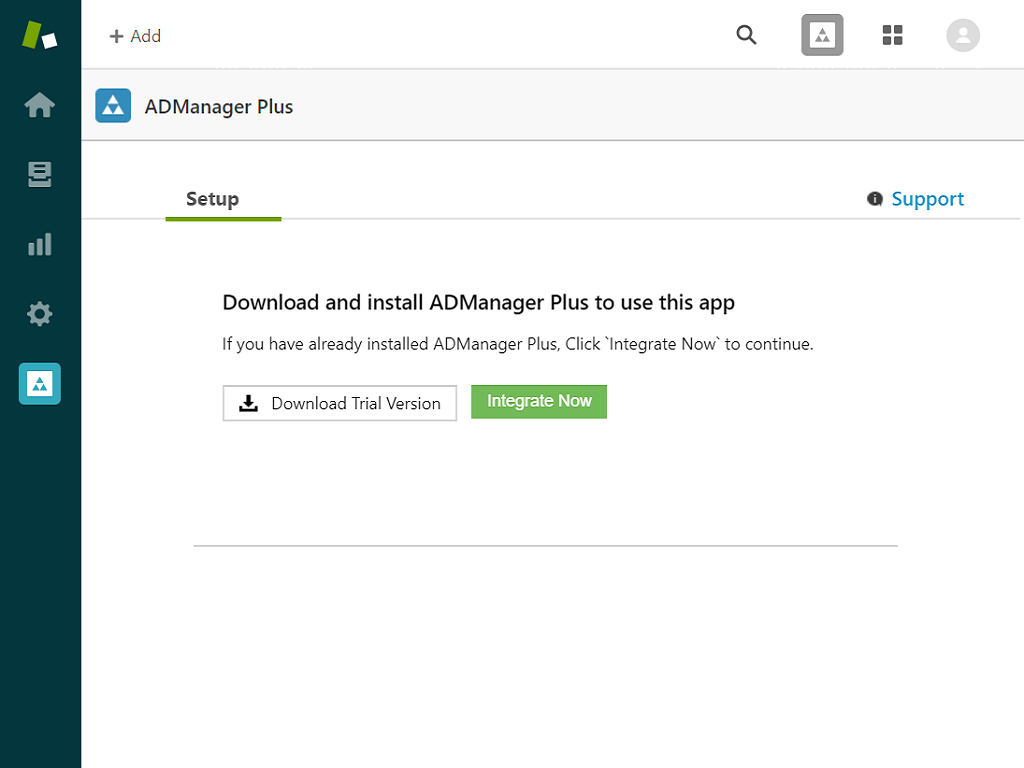 + Add
ADManager Plus
Setup
Support
Download and install ADManager Plus to use this app
If you have already installed ADManager Plus, Click `Integrate Now` to continue.
Download Trial Version
Integrate Now